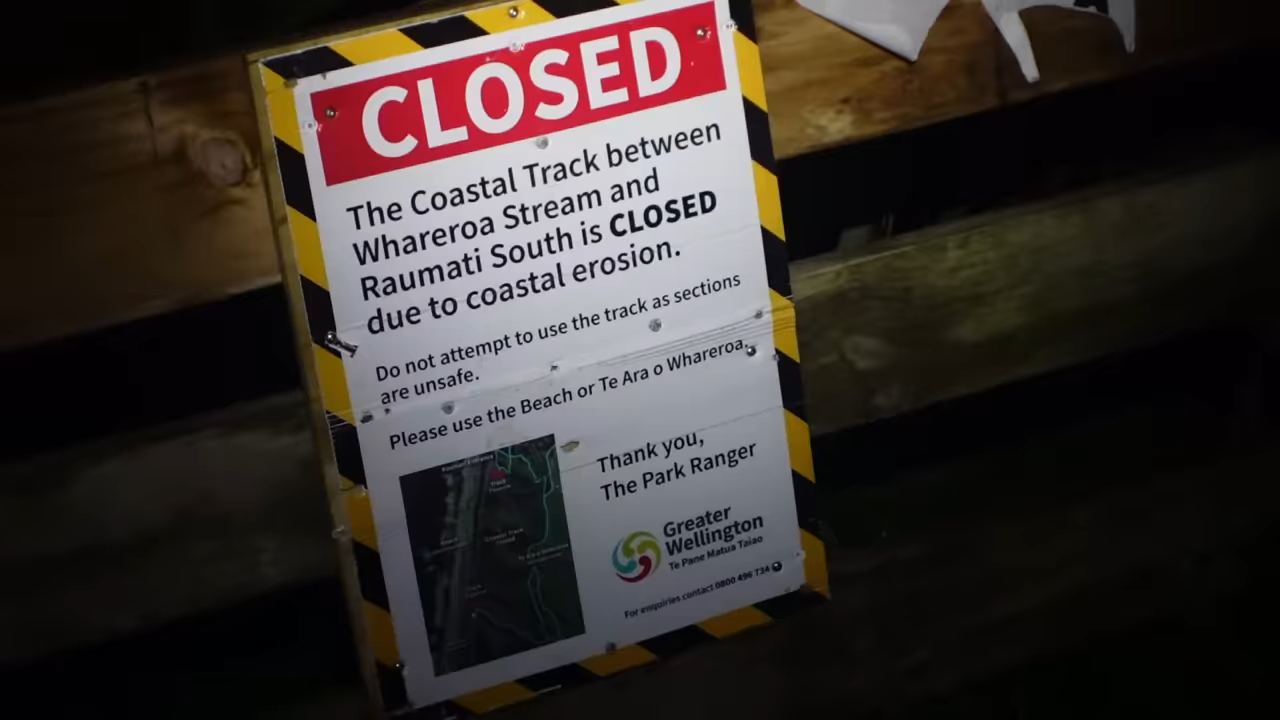 CLOSED
The Coastal Track between
Whareroa Stream and
Raumati South is CLOSED
due to coastal erosion.
Do not attempt to use the track as sections
are unsafe.
Please use the Beach or Te Ara o Whareroa.
Thank you,
The Park Ranger
Greater
Wellington
Te Pane Matua Taiao
For enquiries contact 0800 496 734
Coastal Track